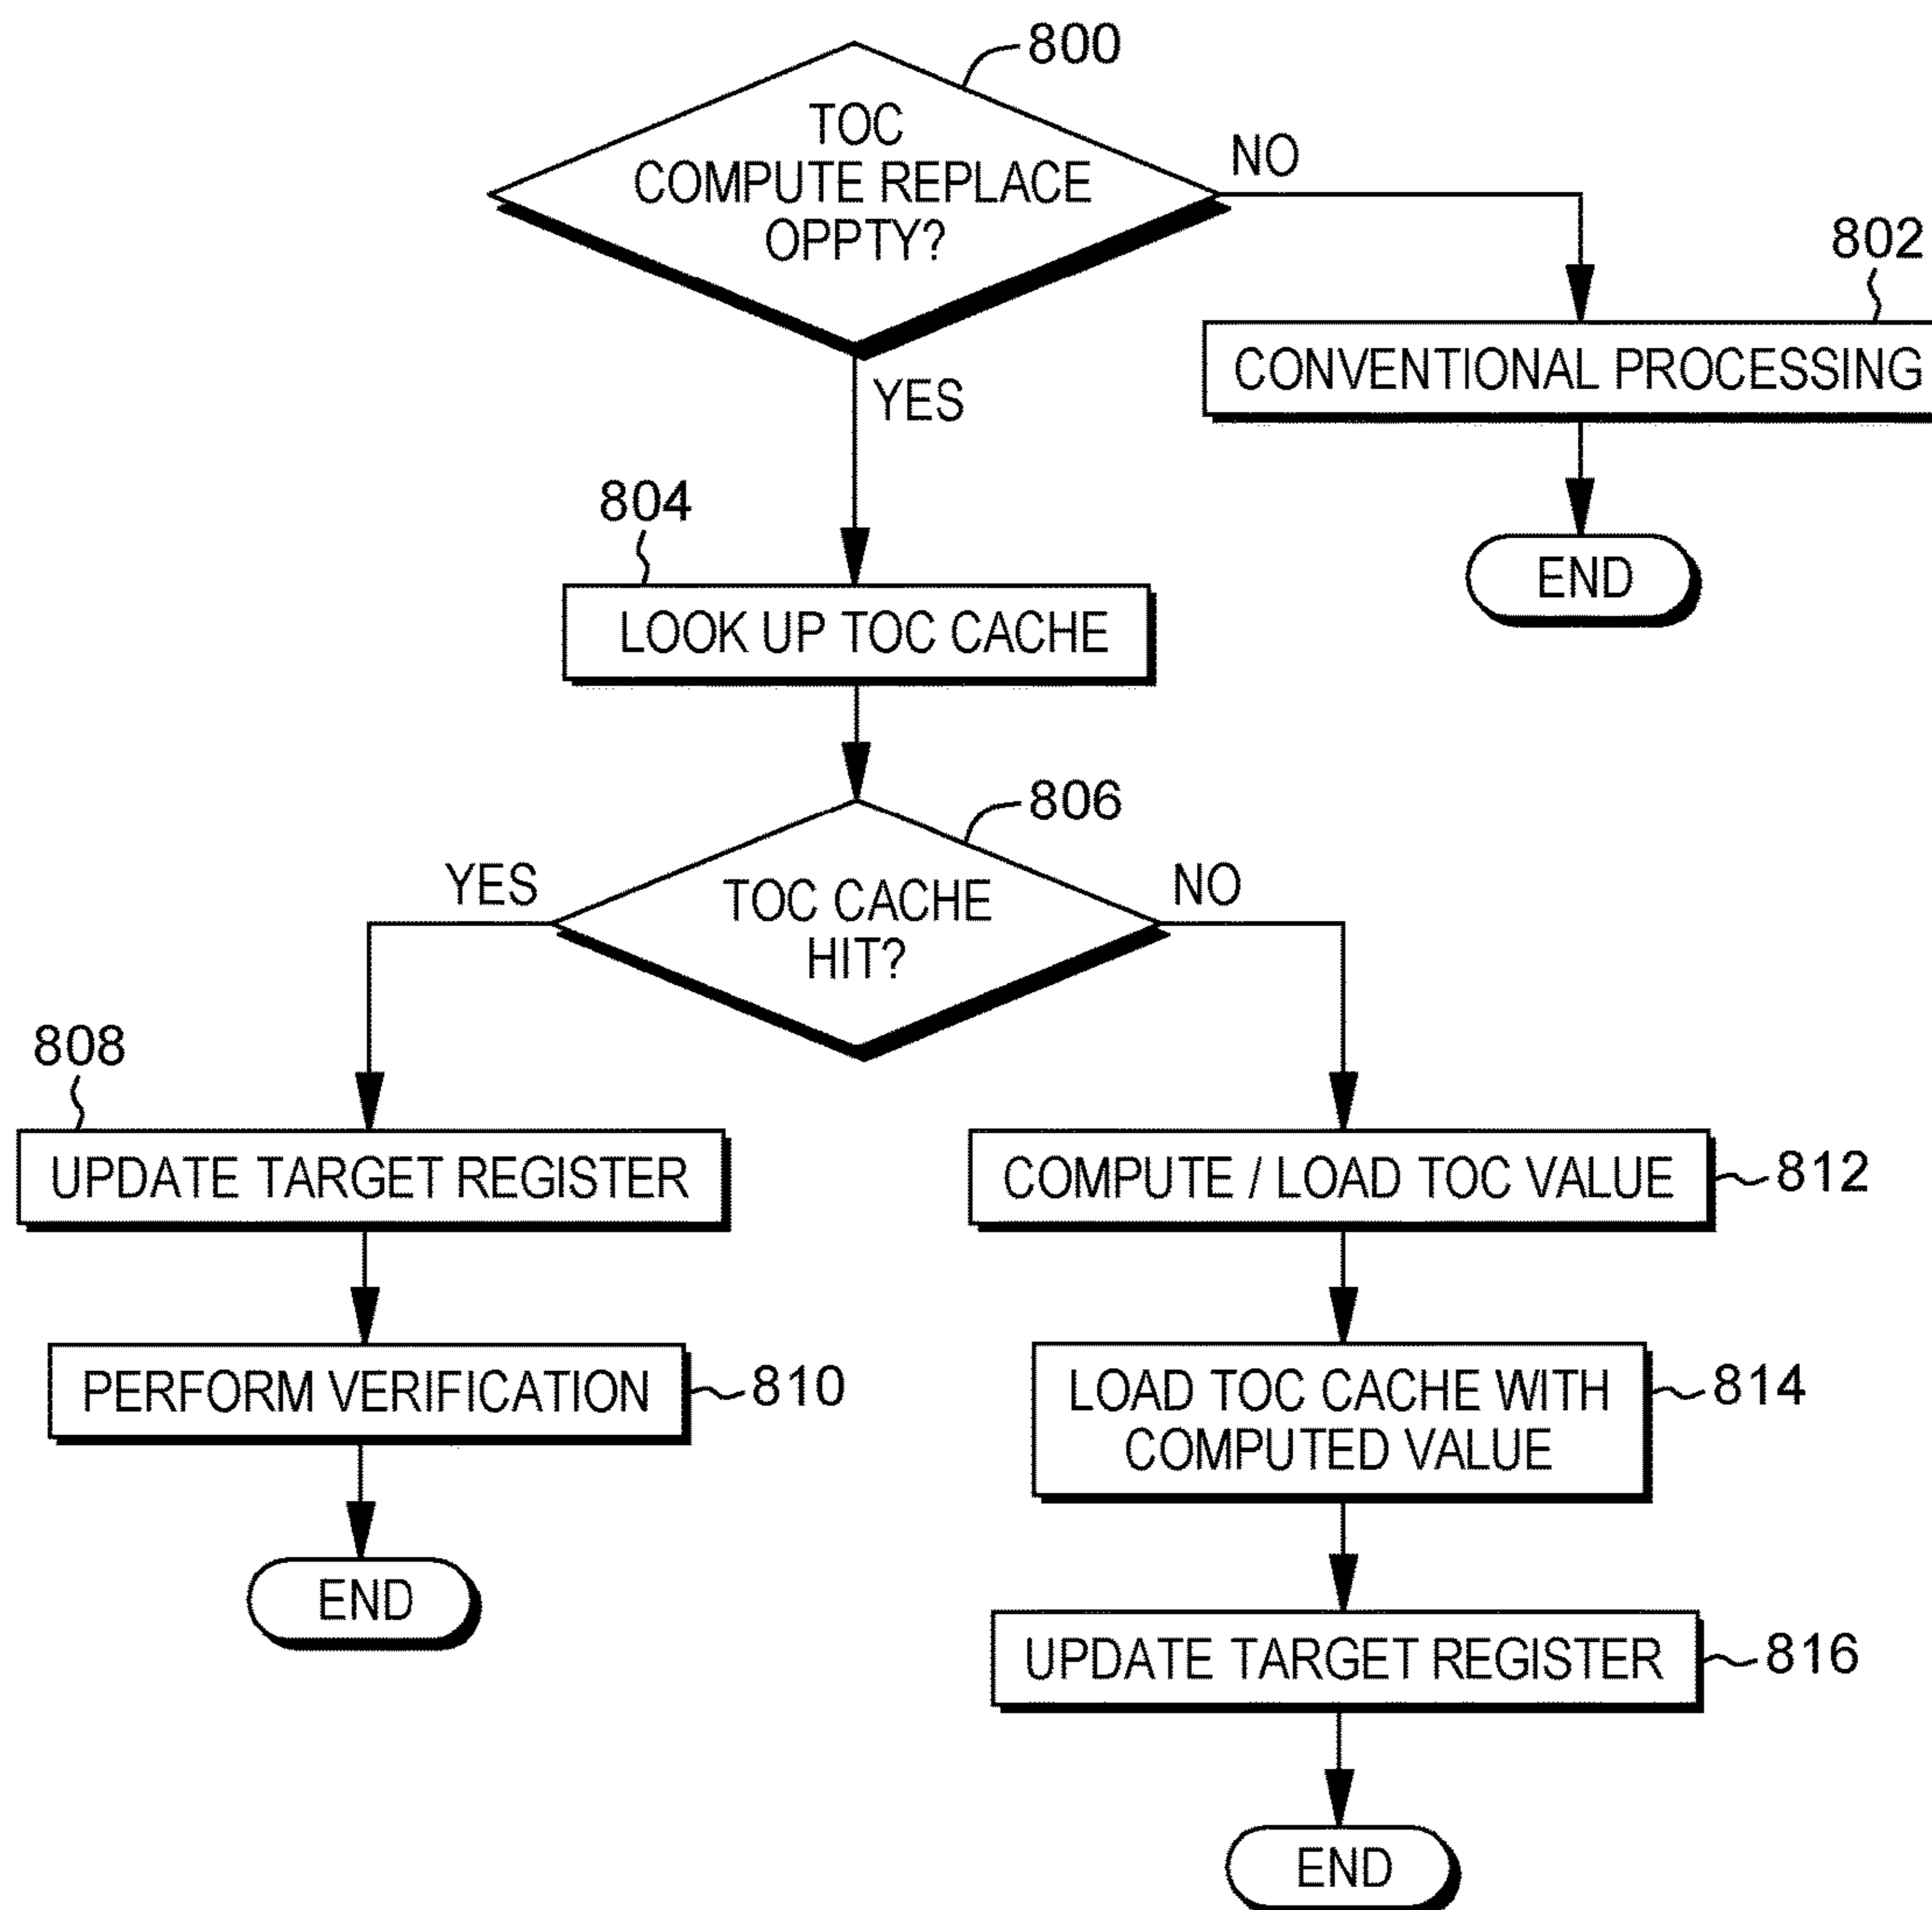 800
TOC
COMPUTE REPLACE
OPPTY?
NO
802
CONVENTIONAL PROCESSING
YES
END
804
LOOK UP TOC CACHE
806
YES
TOC CACHE
HIT?
NO
808
UPDATE TARGET REGISTER
COMPUTE / LOAD TOC VALUE
812
PERFORM VERIFICATION
810
LOAD TOC CACHE WITH
COMPUTED VALUE
814
END
UPDATE TARGET REGISTER
816
END